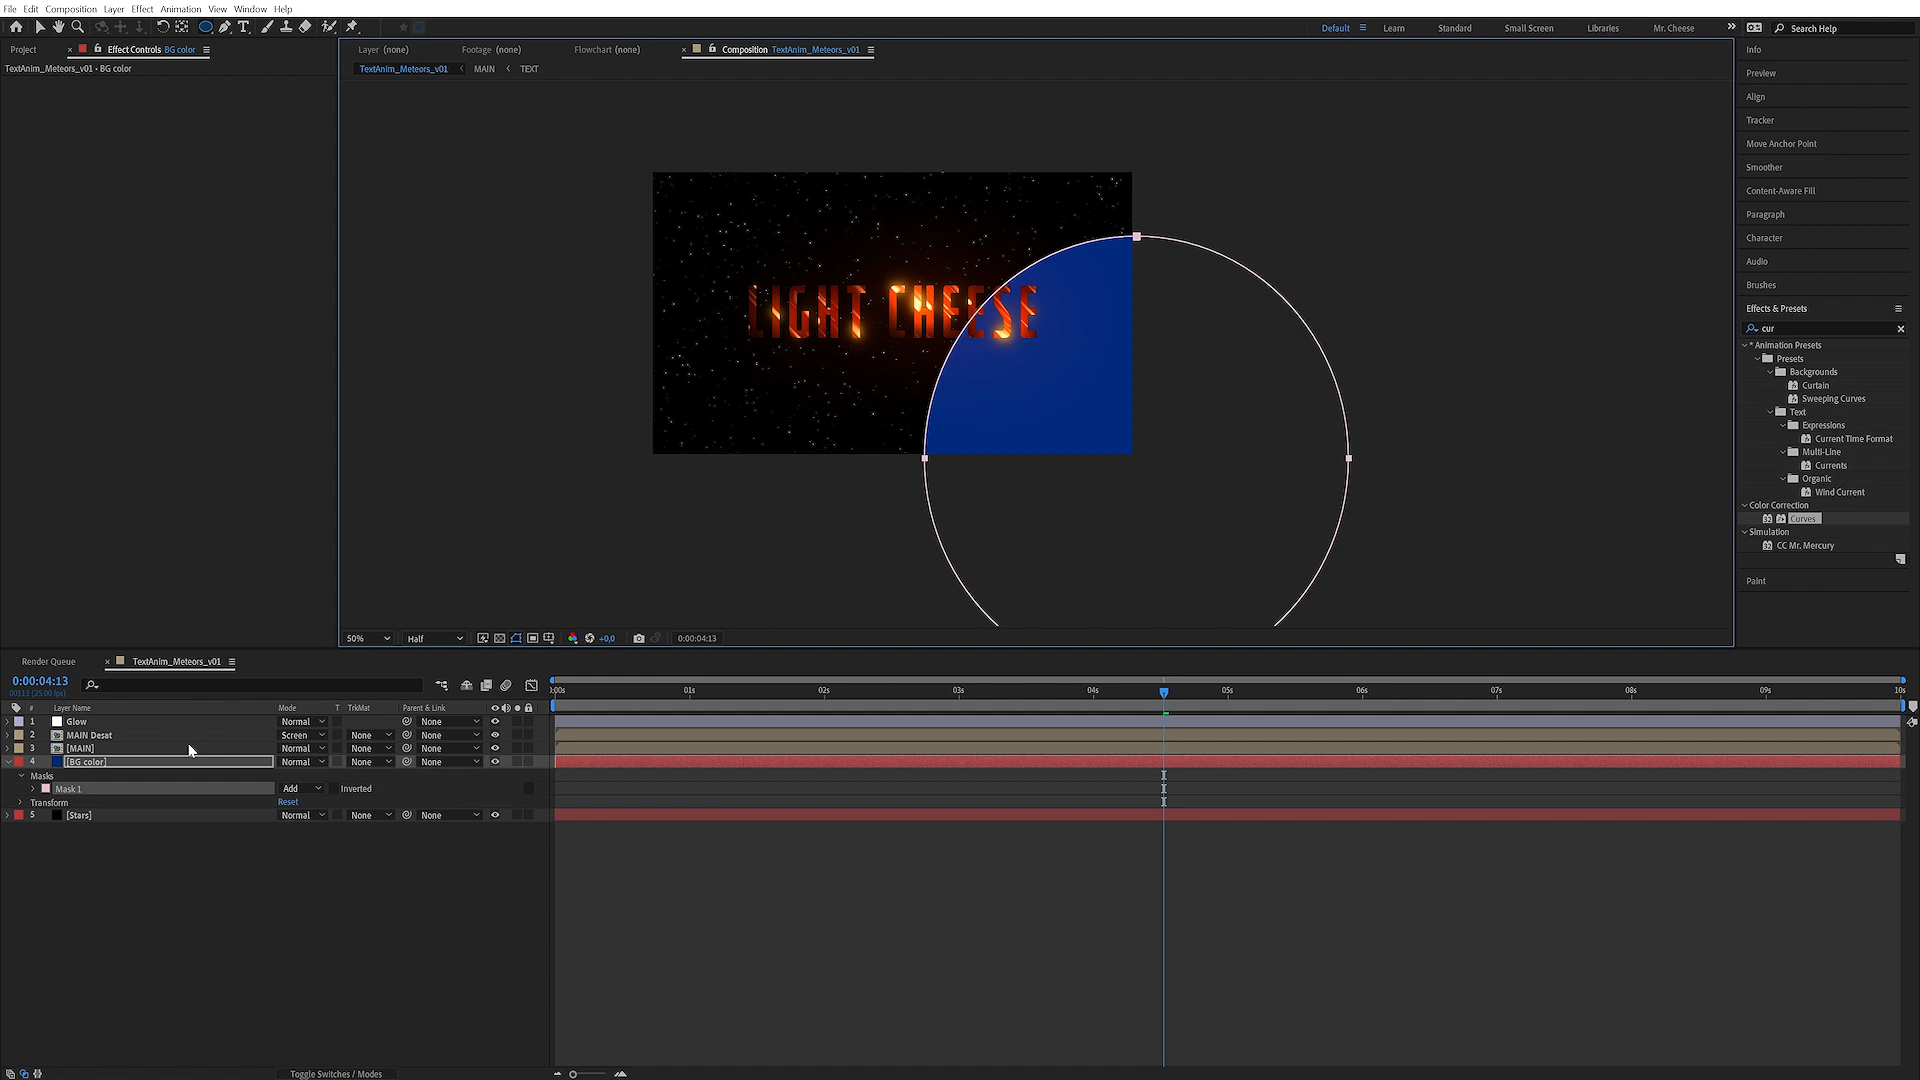 File Edit Composition Layer Effect Animation View Window Help
Default Learn Standard Small Screen Libraries Mr. Cheese Search Help
Project Effect Controls BG color
TextAnim_Meteors_v01 • BG color
Layer (none) Footage (none) Flowchart (none) Composition TextAnim_Meteors_v01
TextAnim_Meteors_v01 MAIN TEXT
LIGHT CHEESE
50% Half +0,0 0:00:04:13
Info
Preview
Align
Tracker
Move Anchor Point
Smoother
Content-Aware Fill
Paragraph
Character
Audio
Brushes
Effects & Presets
cur
* Animation Presets
Presets
Backgrounds
Curtain
Sweeping Curves
Text
Expressions
Current Time Format
Multi-Line
Currents
Organic
Wind Current
Color Correction
Curves
Simulation
CC Mr. Mercury
Paint
Render Queue TextAnim_Meteors_v01
0:00:04:13
00113 (25.00 fps)
:00s 01s 02s 03s 04s 05s 06s 07s 08s 09s 10s
# Layer Name Mode T TrkMat Parent & Link
1 Glow Normal None
2 MAIN Desat Screen None None
3 [MAIN] Normal None None
4 [BG color] Normal None None
Masks
Mask 1 Add Inverted
Transform Reset
5 [Stars] Normal None None
Toggle Switches / Modes